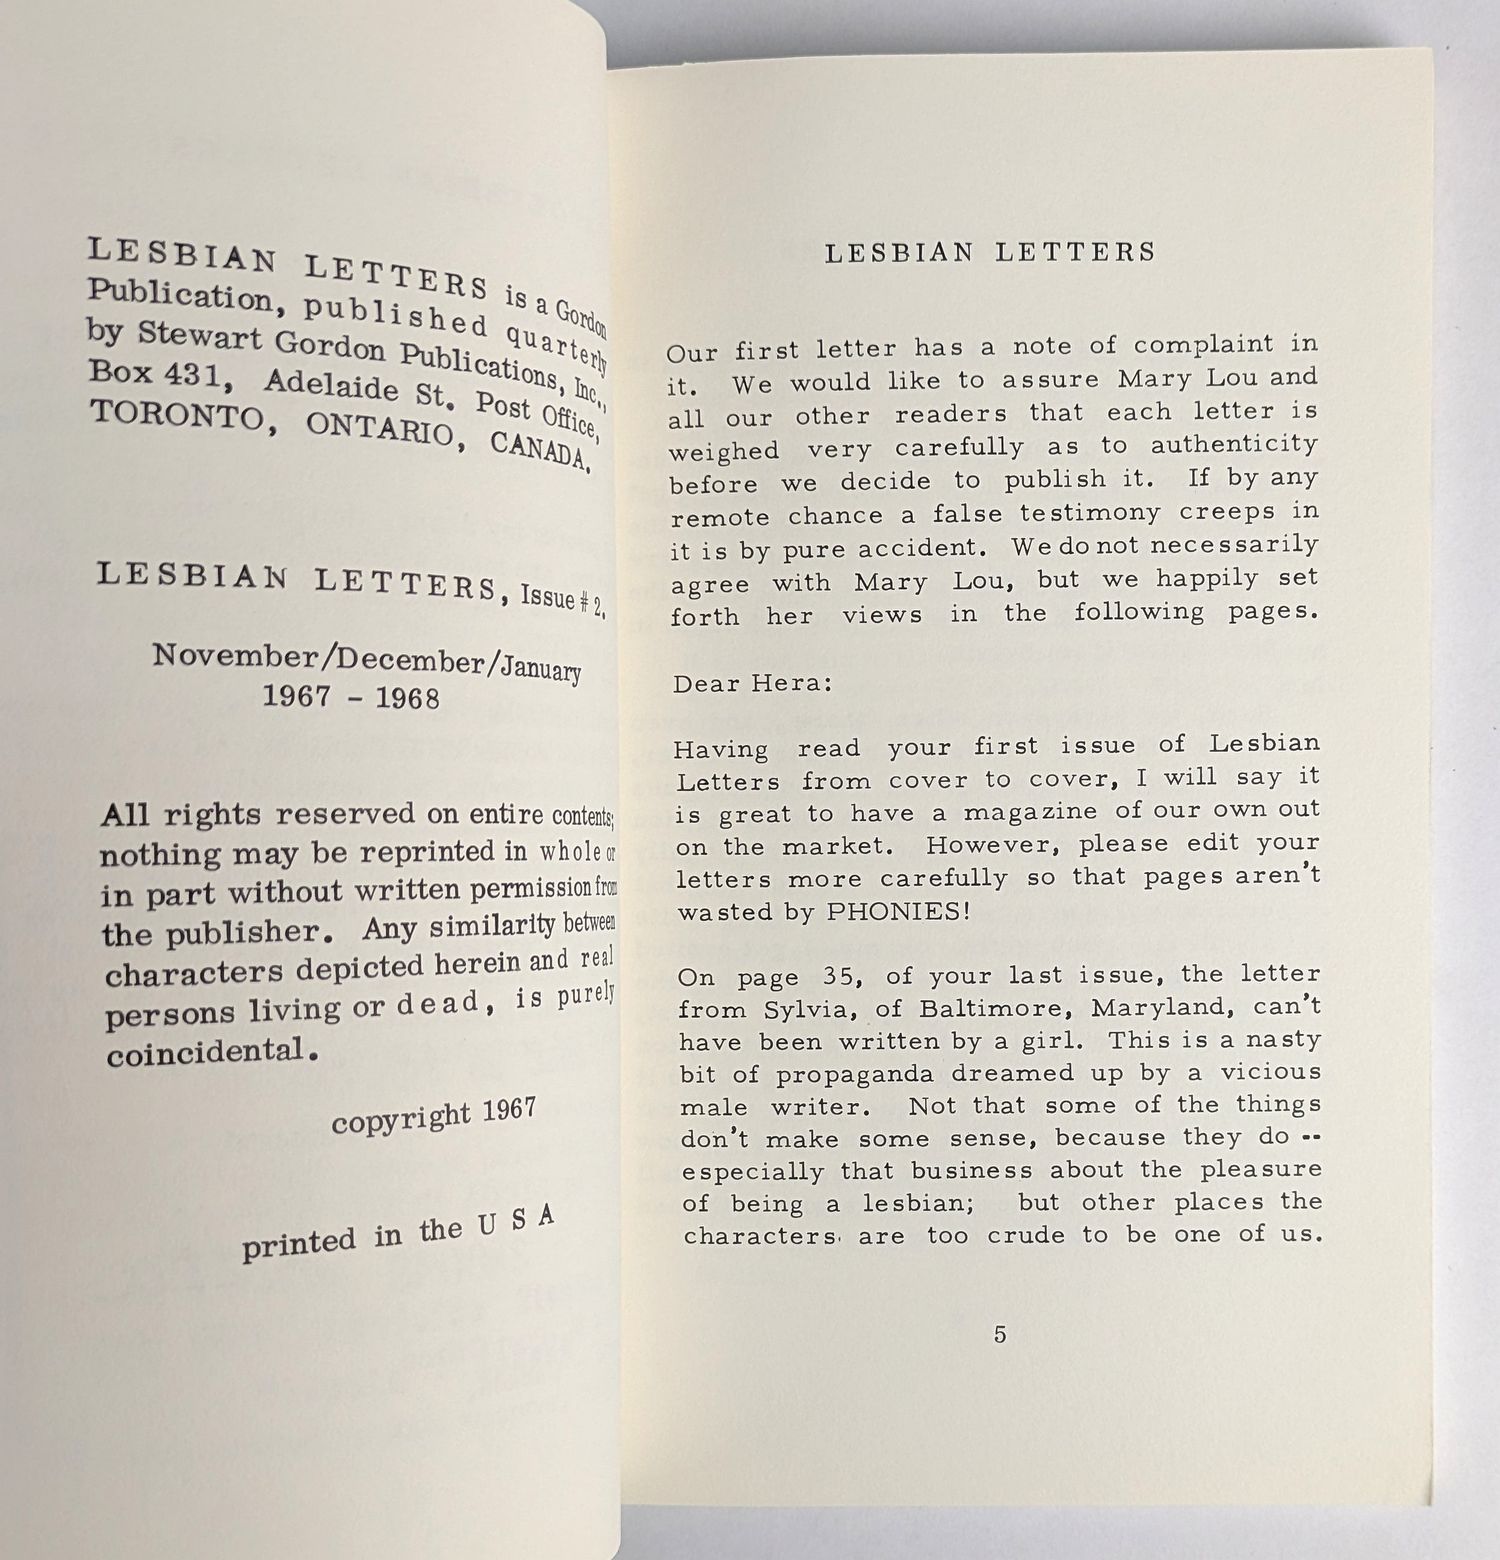 LESBIAN LETTERS is a Gordon
Publication, published quarterly
by Stewart Gordon Publications, Inc.,
Box 431, Adelaide St. Post Office,
TORONTO, ONTARIO, CANADA.
LESBIAN LETTERS, Issue # 2.
November/December/January
1967 - 1968
All rights reserved on entire contents;
nothing may be reprinted in whole or
in part without written permission from
the publisher. Any similarity between
characters depicted herein and real
persons living or dead, is purely
coincidental.
copyright 1967
printed in the U S A
LESBIAN LETTERS
Our first letter has a note of complaint in
it. We would like to assure Mary Lou and
all our other readers that each letter is
weighed very carefully as to authenticity
before we decide to publish it. If by any
remote chance a false testimony creeps in
it is by pure accident. We do not necessarily
agree with Mary Lou, but we happily set
forth her views in the following pages.
Dear Hera:
Having read your first issue of Lesbian
Letters from cover to cover, I will say it
is great to have a magazine of our own out
on the market. However, please edit your
letters more carefully so that pages aren't
wasted by PHONIES!
On page 35, of your last issue, the letter
from Sylvia, of Baltimore, Maryland, can't
have been written by a girl. This is a nasty
bit of propaganda dreamed up by a vicious
male writer. Not that some of the things
don't make some sense, because they do --
especially that business about the pleasure
of being a lesbian; but other places the
characters are too crude to be one of us.
5